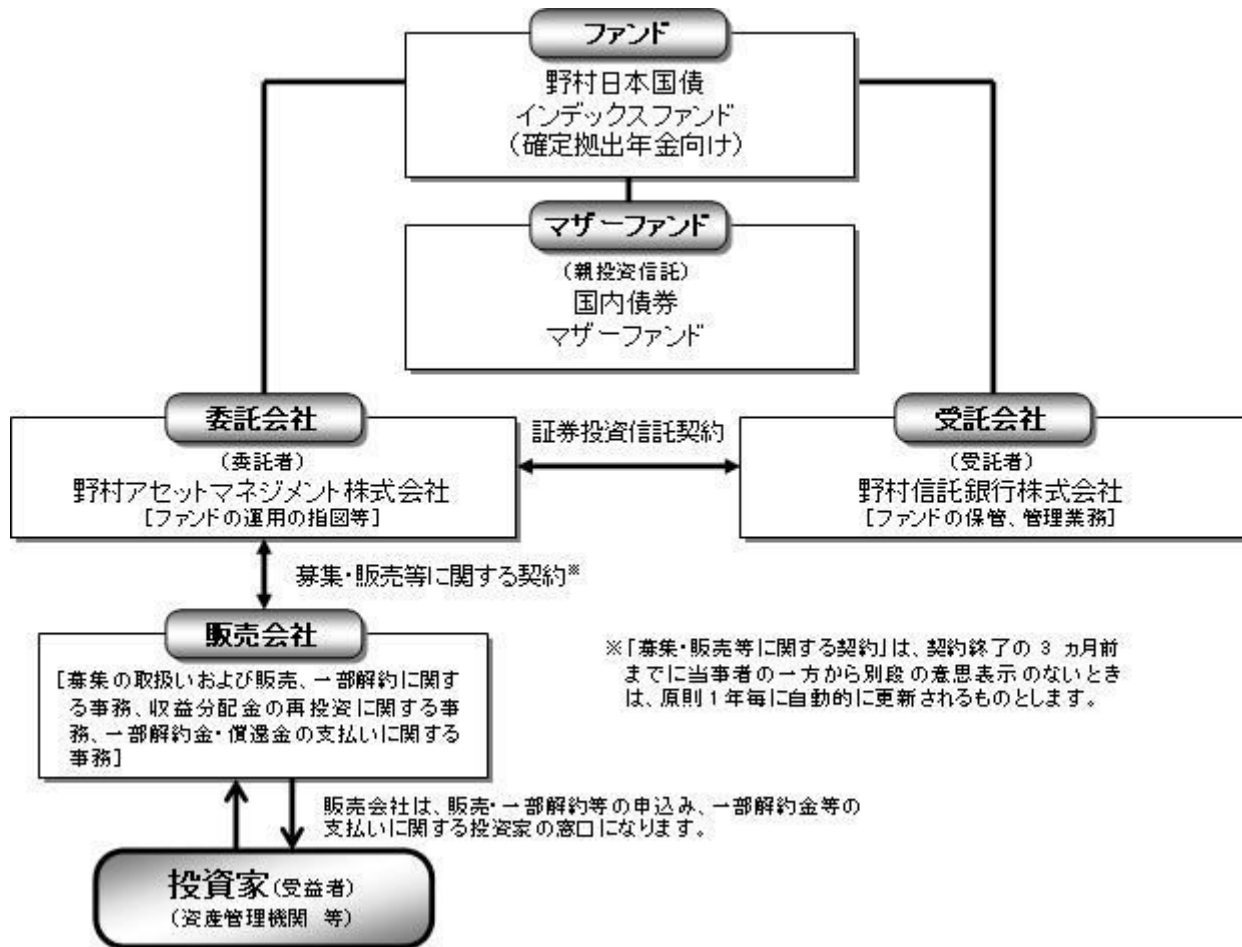 ファンド
野村日本国債
インデックスファンド
(確定拠出年金向け)
マザーファンド
(親投資信託)
国内債券
マザーファンド
委託会社
(委託者)
野村アセットマネジメント株式会社
[ファンドの運用の指図等]
証券投資信託契約
受託会社
(受託者)
野村信託銀行株式会社
[ファンドの保管、管理業務]
募集・販売等に関する契約※
販売会社
[募集の取扱いおよび販売、一部解約に関す
る事務、収益分配金の再投資に関する事
務、一部解約金・償還金の支払いに関する
事務]
※「募集・販売等に関する契約」は、契約終了の 3 ヵ月前
までに当事者の一方から別段の意思表示のないとき
は、原則1年毎に自動的に更新されるものとします。
販売会社は、販売・一部解約等の申込み、一部解約金等の
支払いに関する投資家の窓口になります。
投資家(受益者)
(資産管理機関 等)